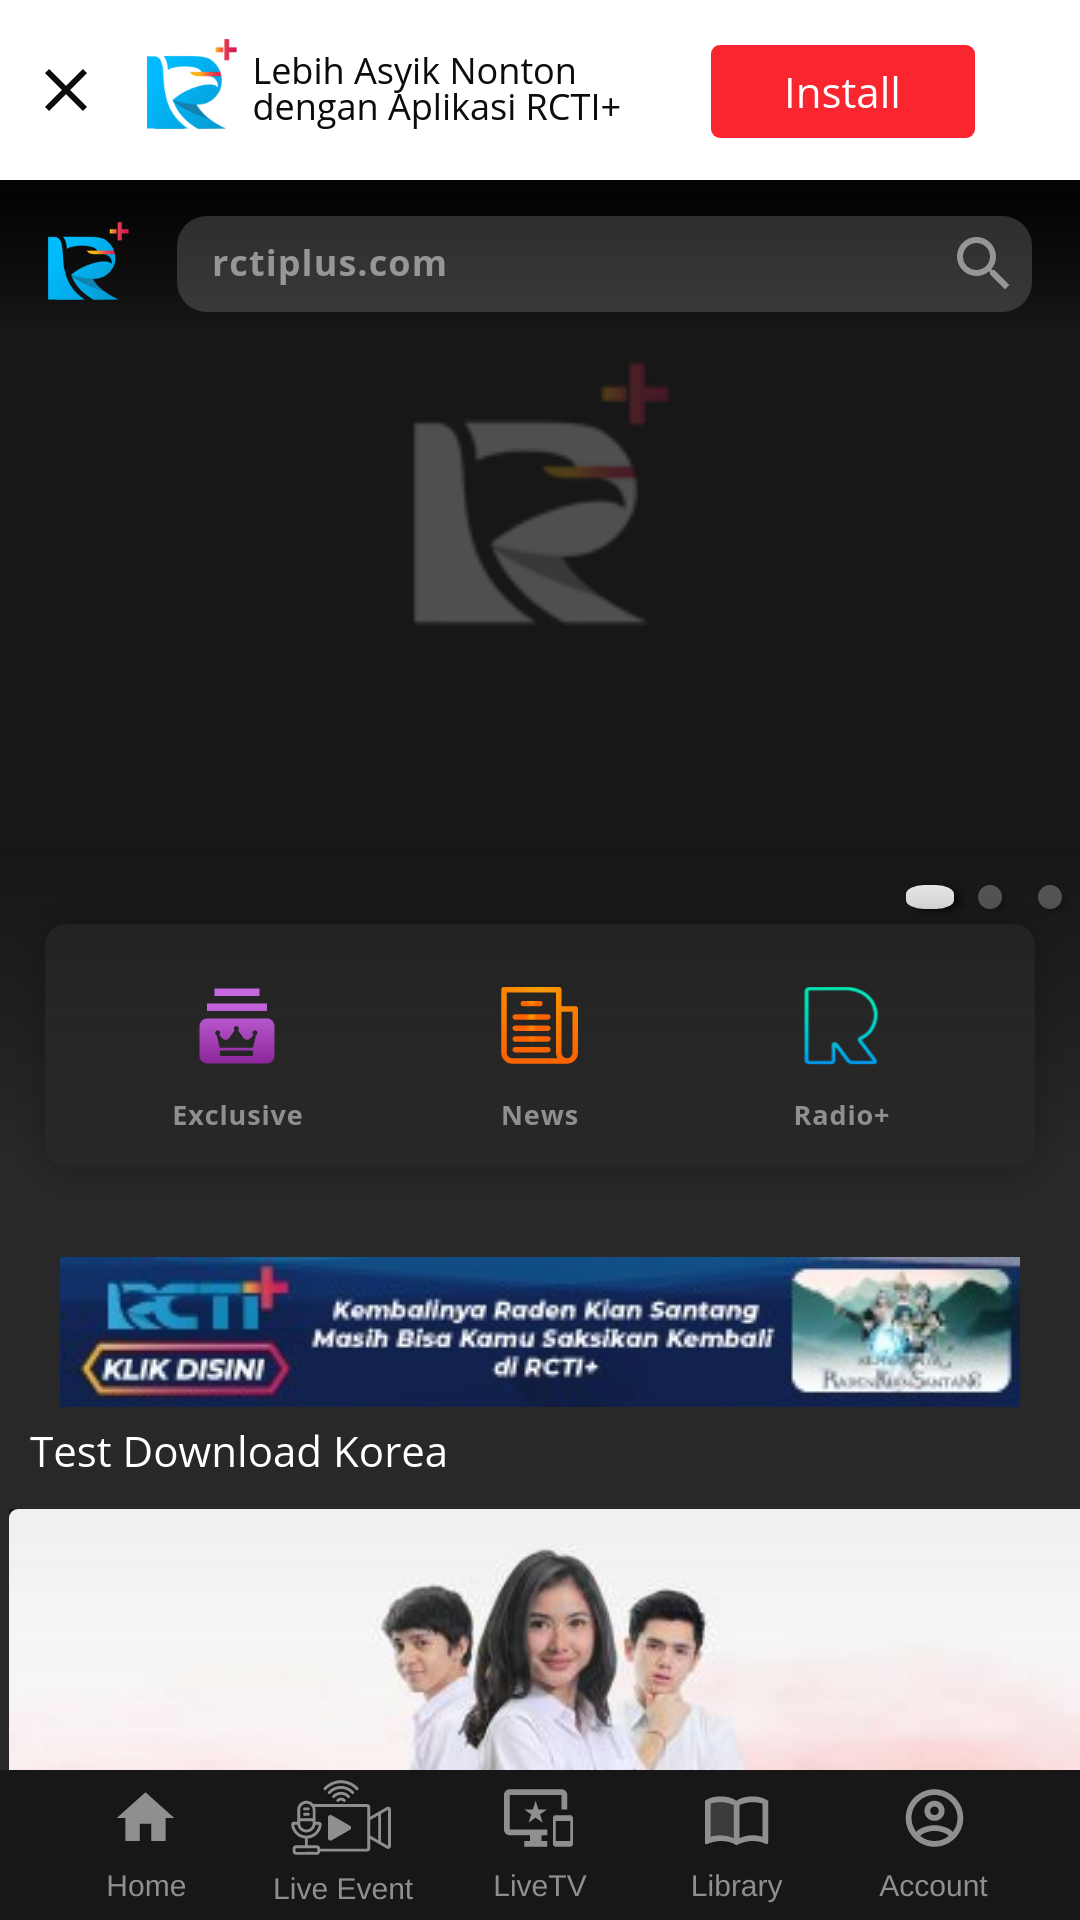 Lebih Asyik Nonton
dengan Aplikasi RCTI+
Install
rctiplus.com
Exclusive
News
Radio+
RCTI+
KLIK DISINI
Kembalinya Raden Kian Santang
Masih Bisa Kamu Saksikan Kembali
di RCTI+
Raden Kian Santang
Test Download Korea
Home
Live Event
LiveTV
Library
Account